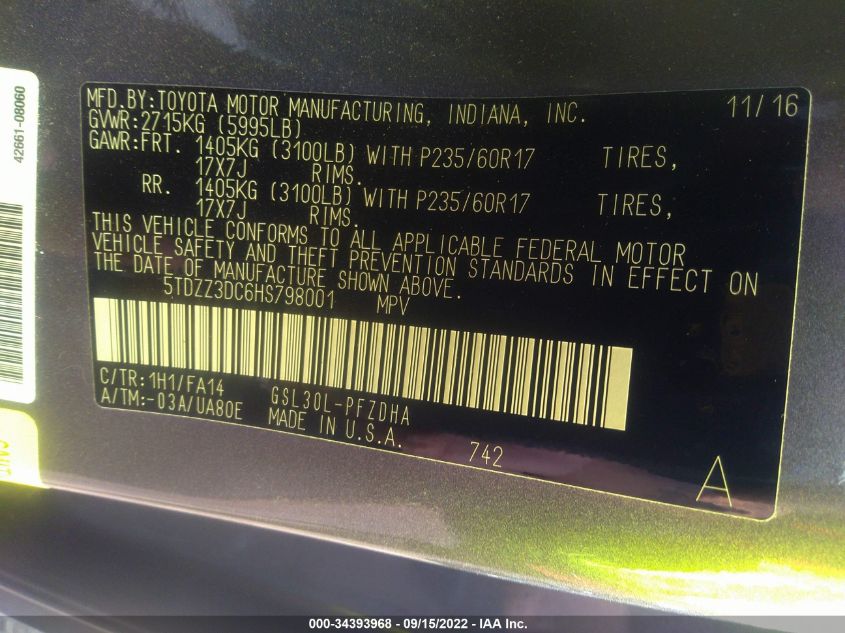 42661-08060
MFD.BY:TOYOTA MOTOR MANUFACTURING, INDIANA, INC. 11/16
GVWR:2715KG (5995LB)
GAWR:FRT. 1405KG (3100LB) WITH P235/60R17 TIRES,
17X7J RIMS.
RR. 1405KG (3100LB) WITH P235/60R17 TIRES,
17X7J RIMS.
THIS VEHICLE CONFORMS TO ALL APPLICABLE FEDERAL MOTOR
VEHICLE SAFETY AND THEFT PREVENTION STANDARDS IN EFFECT ON
THE DATE OF MANUFACTURE SHOWN ABOVE.
5TDZZ3DC6HS798001 MPV
C/TR:1H1/FA14 GSL30L-PFZDHA
A/TM:-03A/UA80E MADE IN U.S.A.
742
A
000-34393968 - 09/15/2022 - IAA Inc.